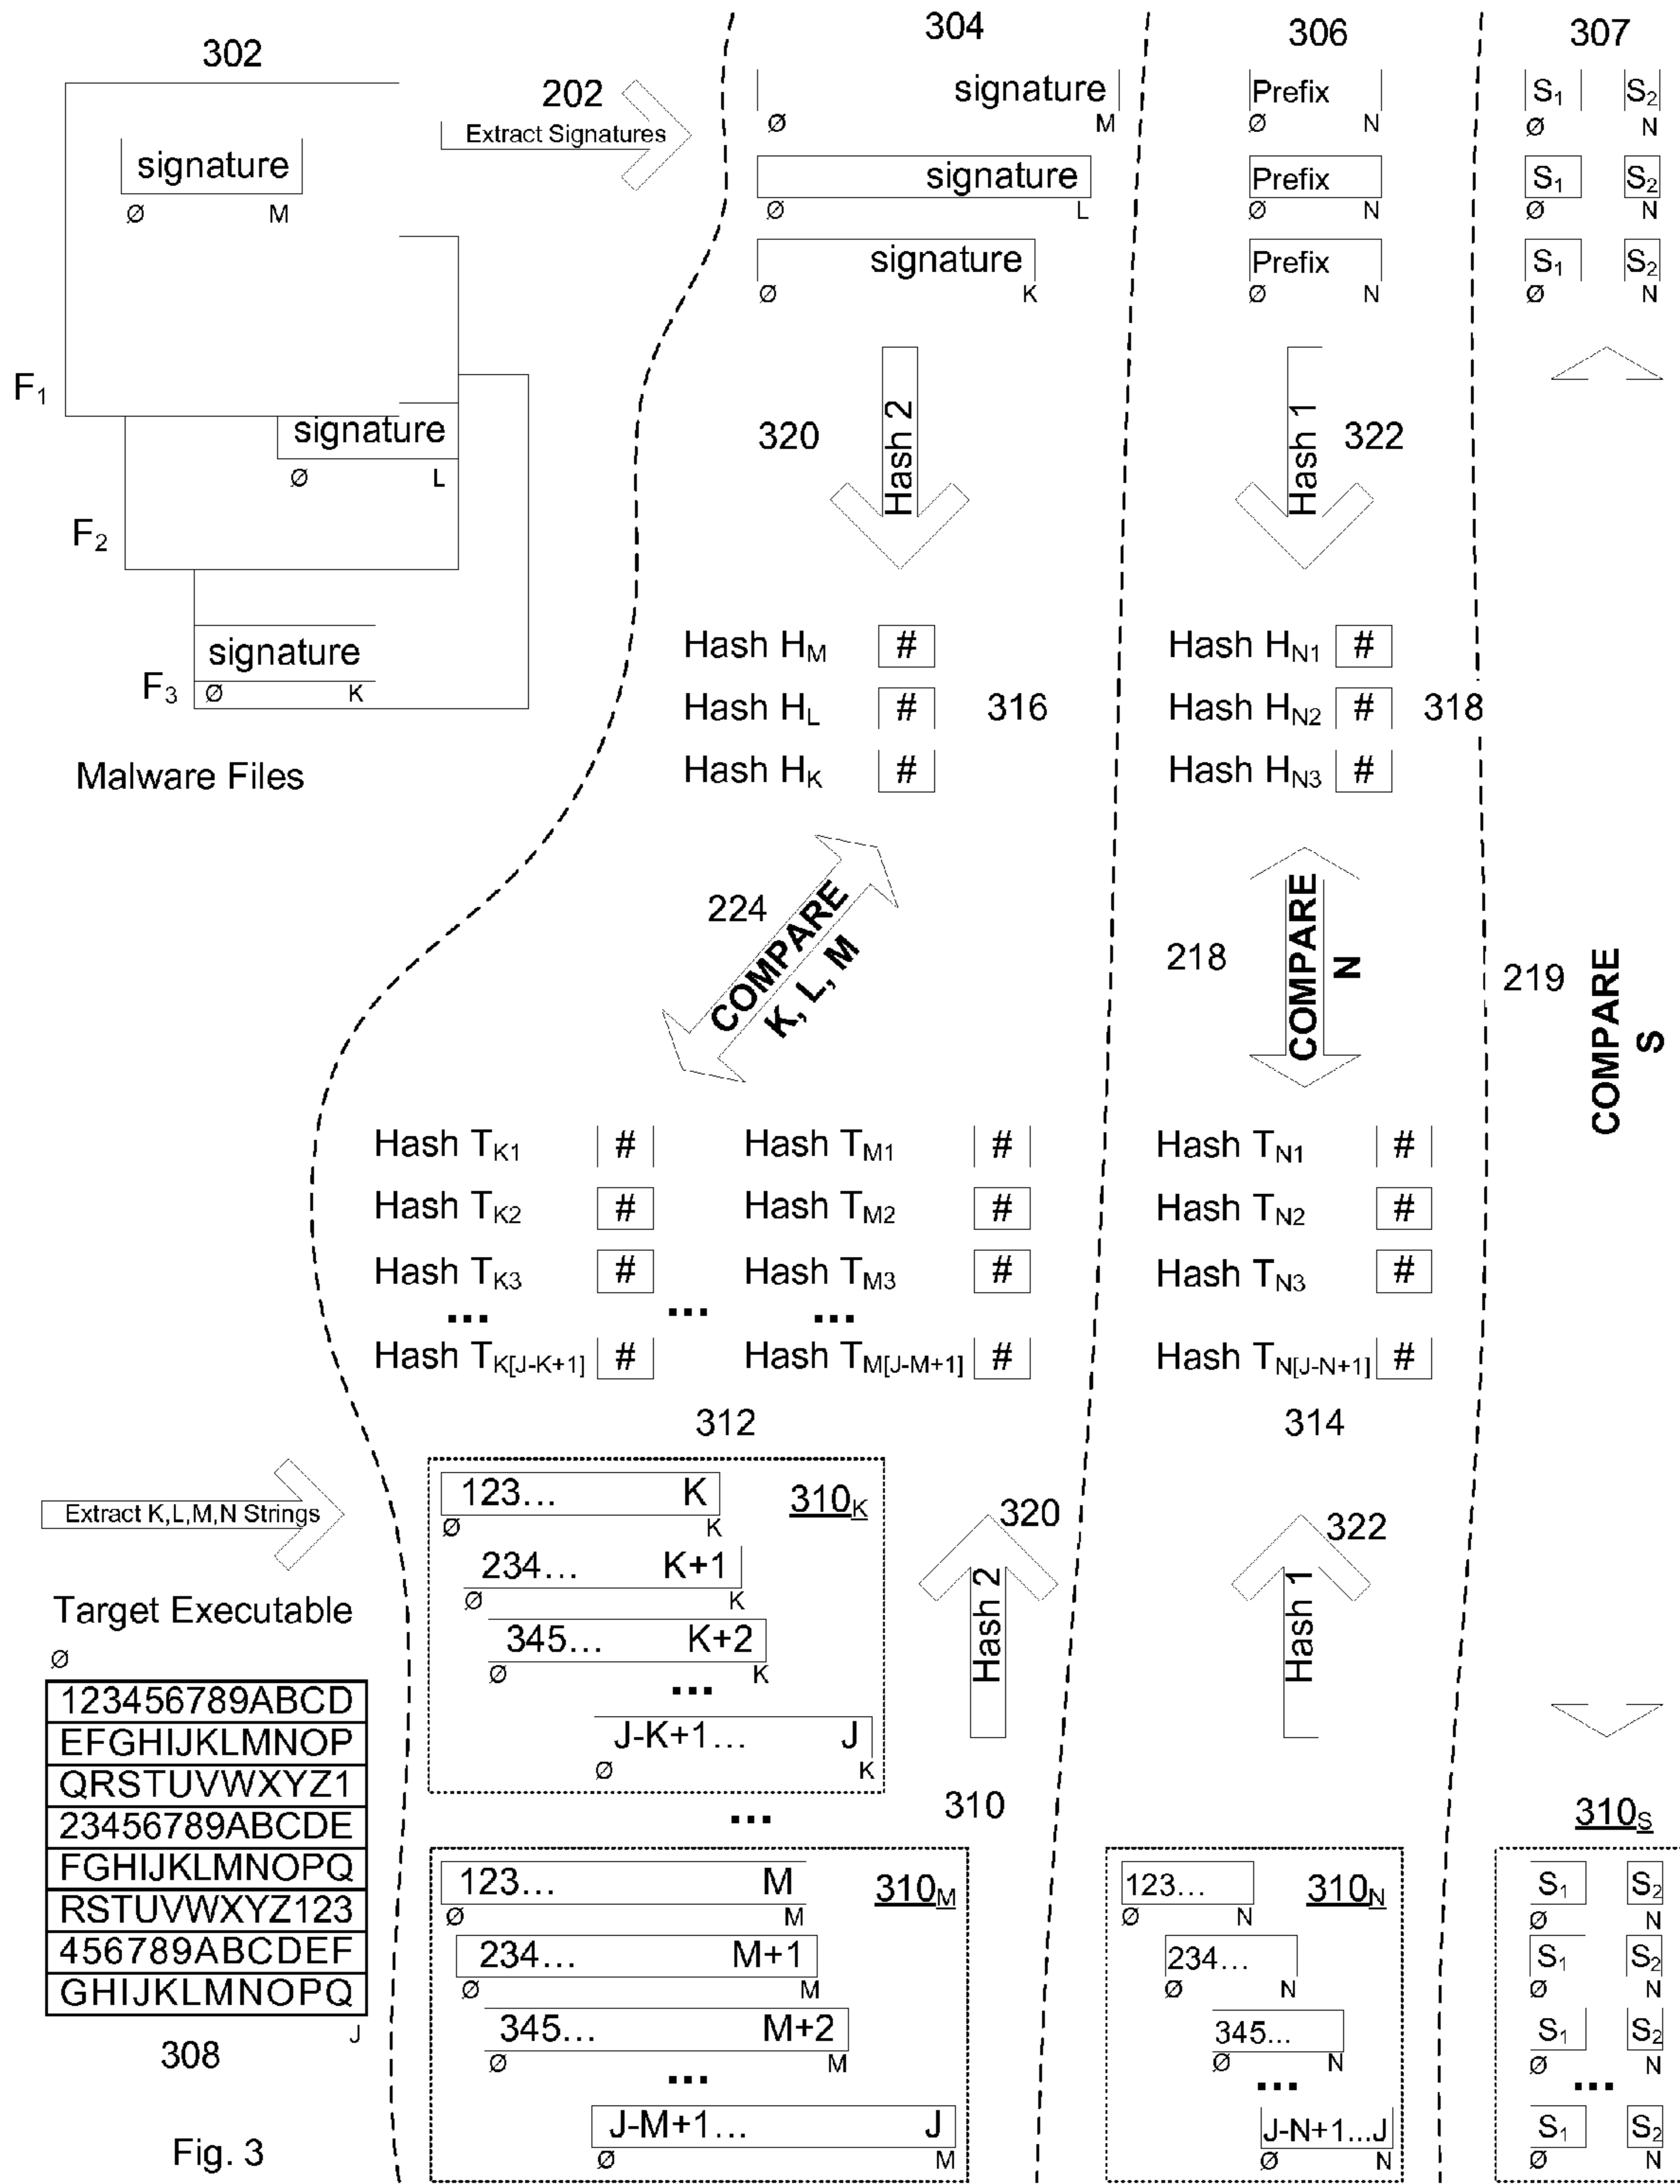 302
signature
Ø M
F1
signature
Ø L
F2
signature
F3 Ø K
Malware Files
202
Extract Signatures
304
signature
Ø M
signature
Ø L
signature
Ø K
320
Hash 2
Hash HM #
Hash HL # 316
Hash HK #
224
COMPARE
K, L, M
306
Prefix
Ø N
Prefix
Ø N
Prefix
Ø N
Hash 1
322
Hash HN1 #
Hash HN2 # 318
Hash HN3 #
218
COMPARE
N
307
S1 S2
Ø N
S1 S2
Ø N
S1 S2
Ø N
219
COMPARE
S
Hash TK1 # Hash TM1 #
Hash TK2 # Hash TM2 #
Hash TK3 # Hash TM3 #
... ... ...
Hash TK[J-K+1] # Hash TM[J-M+1] #
312
Hash TN1 #
Hash TN2 #
Hash TN3 #
Hash TN[J-N+1] #
314
Extract K,L,M,N Strings
Target Executable
Ø
123456789ABCD
EFGHIJKLMNOP
QRSTUVWXYZ1
23456789ABCDE
FGHIJKLMNOPQ
RSTUVWXYZ123
456789ABCDEF
GHIJKLMNOPQ
J
308
Fig. 3
123... K 310K
Ø K
234... K+1
Ø K
345... K+2
Ø K
...
J-K+1... J
Ø K
320
Hash 2
310
...
123... M 310M
Ø M
234... M+1
Ø M
345... M+2
Ø M
...
J-M+1... J
Ø M
322
Hash 1
123... 310N
Ø N
234...
Ø N
345...
Ø N
...
J-N+1...J
Ø N
310S
S1 S2
Ø N
S1 S2
Ø N
S1 S2
Ø N
...
S1 S2
Ø N